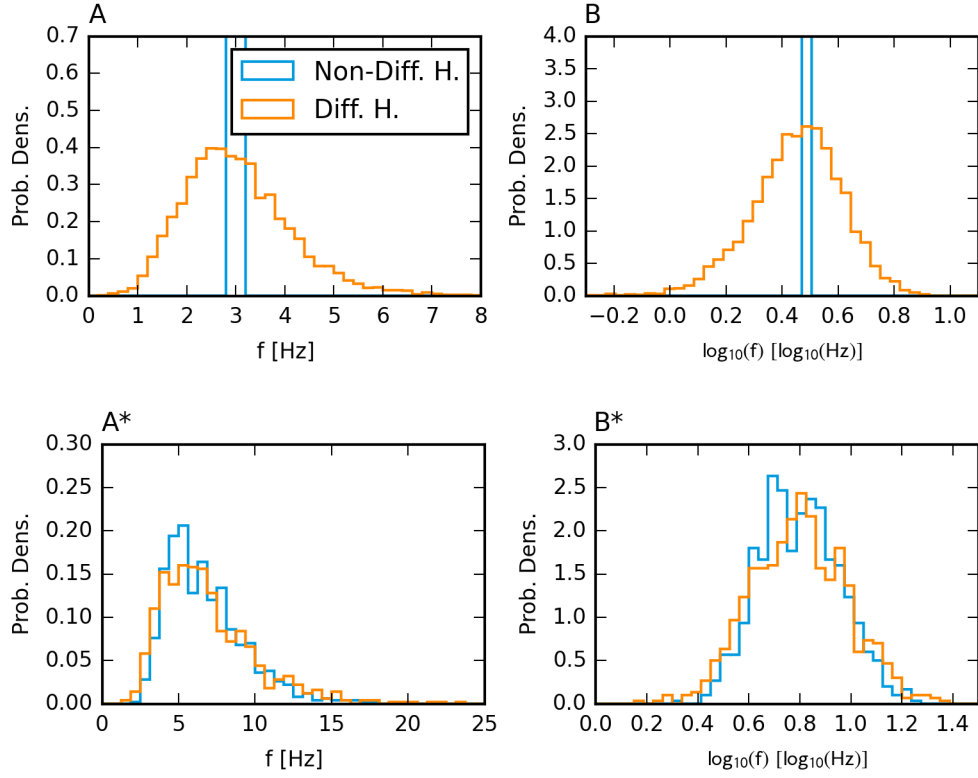 A
0.7
0.6
0.5
0.4
0.3
0.2
0.1
0.0
Prob. Dens.
Non-Diff. H.
Diff. H.
0 1 2 3 4 5 6 7 8
f [Hz]
B
4.0
3.5
3.0
2.5
2.0
1.5
1.0
0.5
0.0
Prob. Dens.
−0.2 0.0 0.2 0.4 0.6 0.8 1.0
log₁₀(f) [log₁₀(Hz)]
A*
0.30
0.25
0.20
0.15
0.10
0.05
0.00
Prob. Dens.
0 5 10 15 20 25
f [Hz]
B*
3.0
2.5
2.0
1.5
1.0
0.5
0.0
Prob. Dens.
0.0 0.2 0.4 0.6 0.8 1.0 1.2 1.4
log₁₀(f) [log₁₀(Hz)]